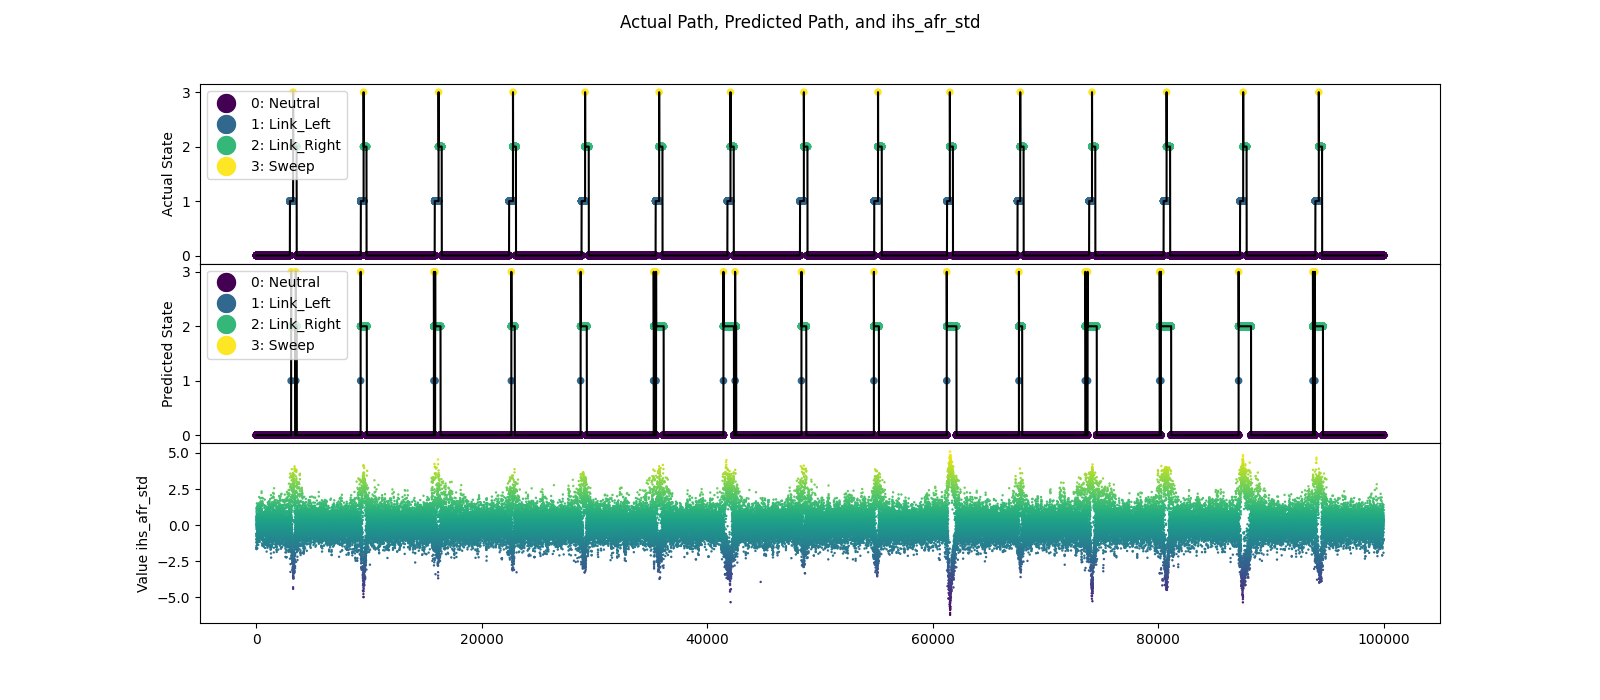 Actual Path, Predicted Path, and ihs_afr_std
Actual State
3
2
1
0
0: Neutral
1: Link_Left
2: Link_Right
3: Sweep
Predicted State
3
2
1
0
0: Neutral
1: Link_Left
2: Link_Right
3: Sweep
Value ihs_afr_std
5.0
2.5
0.0
−2.5
−5.0
0 20000 40000 60000 80000 100000